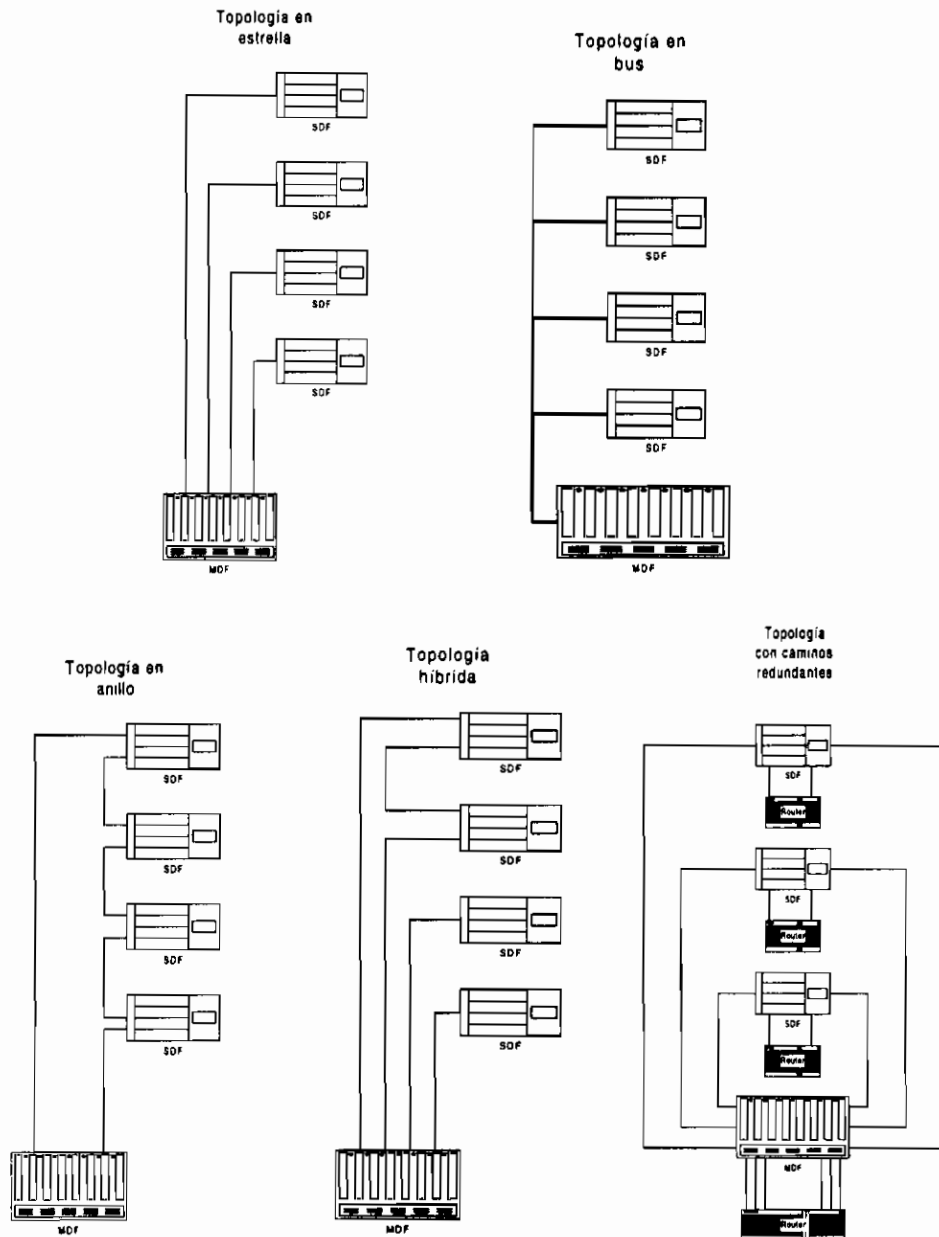 Topología en
estrella
SDF
SDF
SDF
SDF
MDF
Topología en
bus
SDF
SDF
SDF
SDF
MDF
Topología en
anillo
SDF
SDF
SDF
SDF
MDF
Topología
híbrida
SDF
SDF
SDF
SDF
MDF
Topología
con caminos
redundantes
SDF
Router
SDF
Router
SDF
Router
MDF
Router